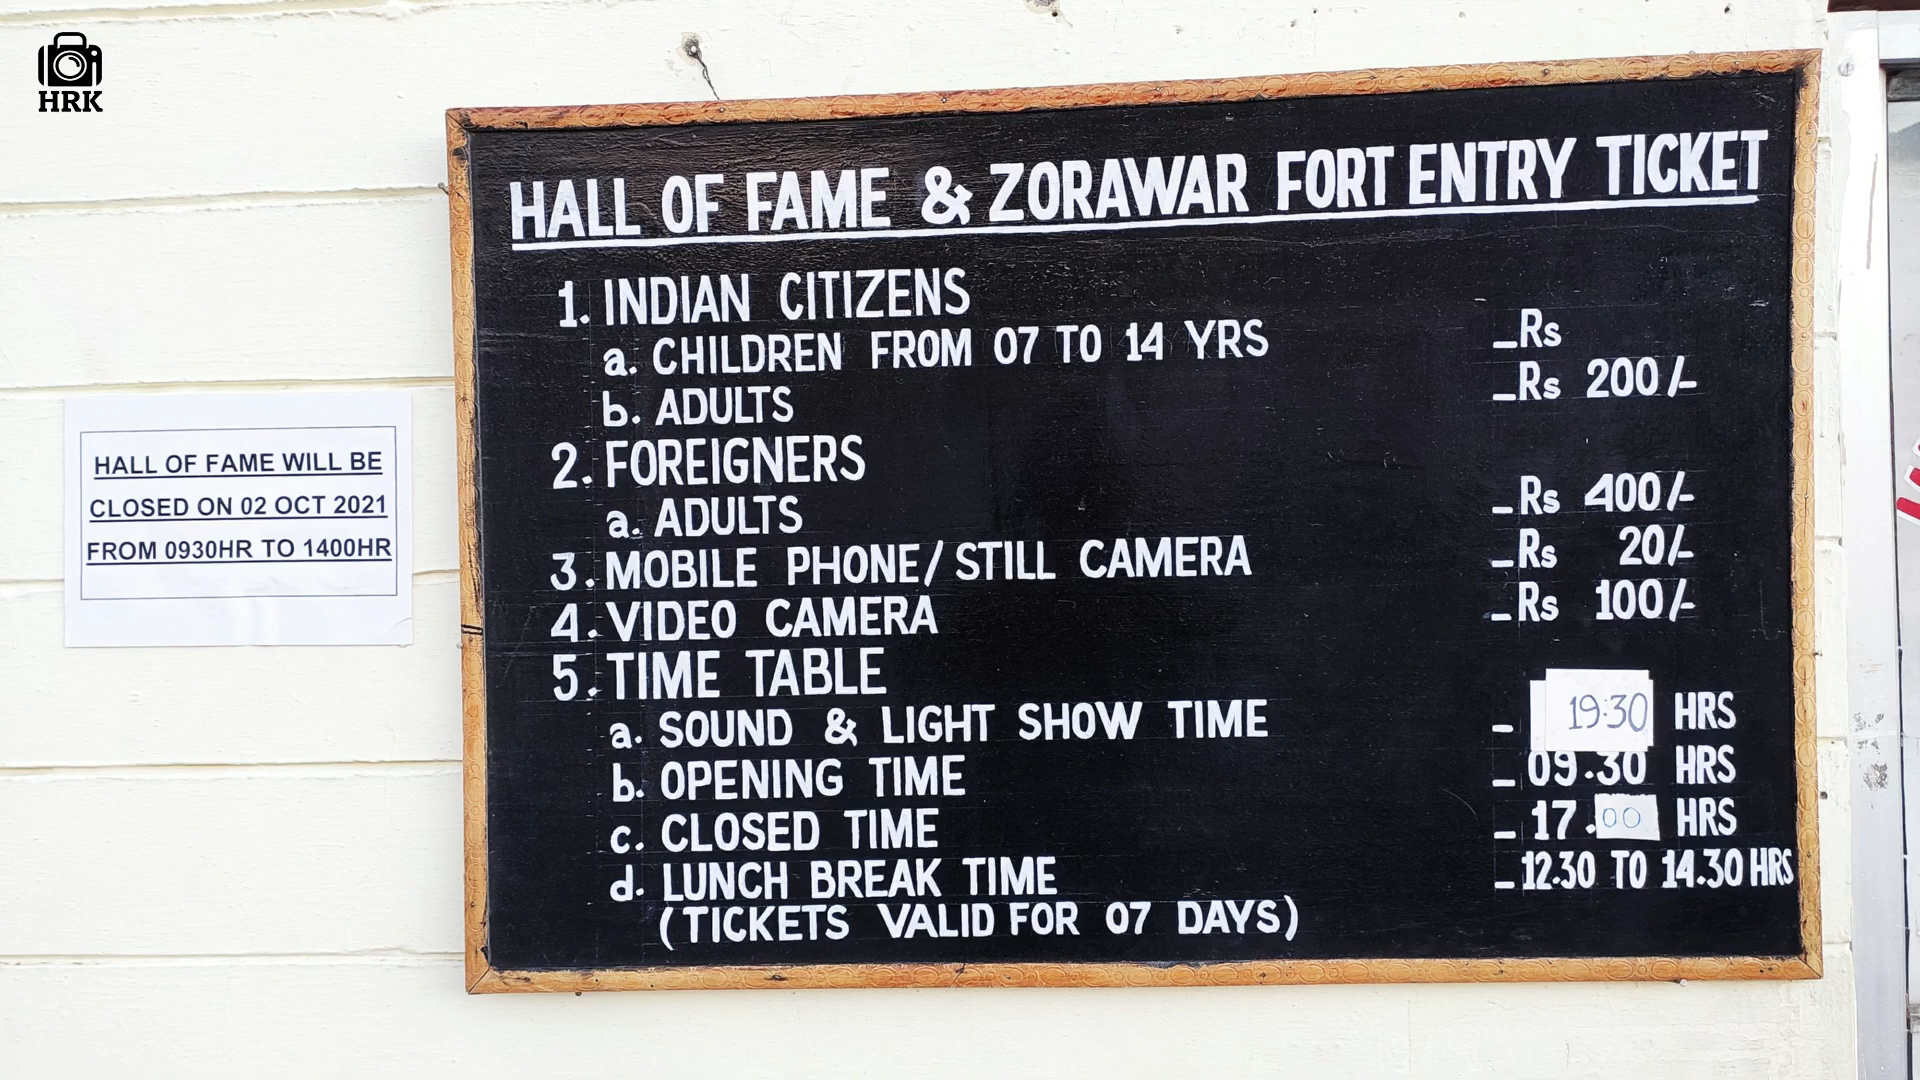 HRK
HALL OF FAME WILL BE
CLOSED ON 02 OCT 2021
FROM 0930HR TO 1400HR
HALL OF FAME & ZORAWAR FORT ENTRY TICKET
1. INDIAN CITIZENS
a. CHILDREN FROM 07 TO 14 YRS _Rs
b. ADULTS _Rs 200/-
2. FOREIGNERS
a. ADULTS _Rs 400/-
3. MOBILE PHONE/STILL CAMERA _Rs 20/-
4. VIDEO CAMERA _Rs 100/-
5. TIME TABLE
a. SOUND & LIGHT SHOW TIME _ 19:30 HRS
b. OPENING TIME _ 09.30 HRS
c. CLOSED TIME _ 17.00 HRS
d. LUNCH BREAK TIME _12.30 TO 14.30 HRS
(TICKETS VALID FOR 07 DAYS)